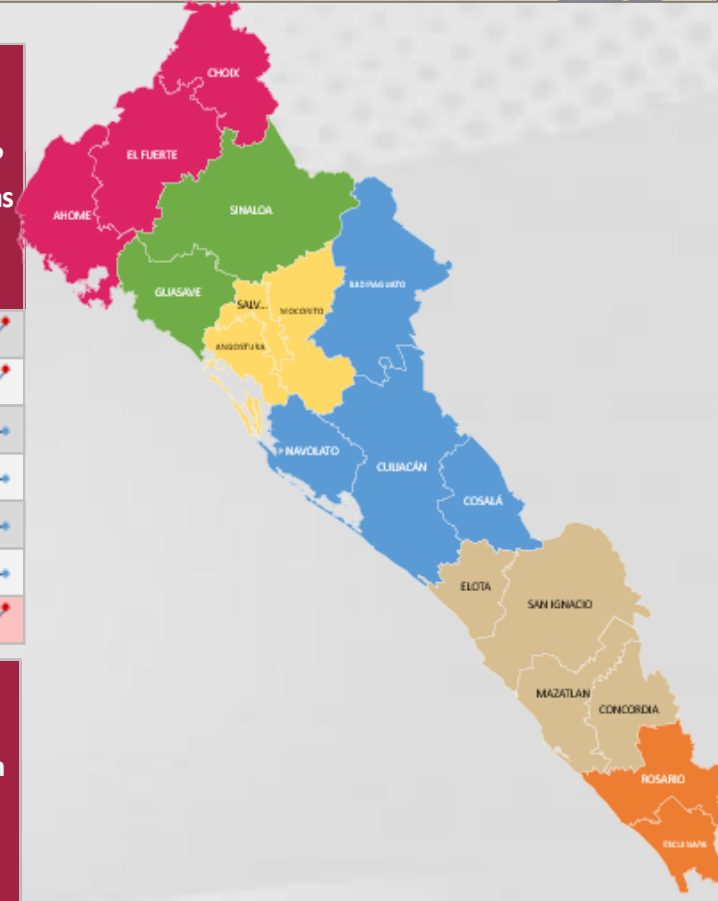 CHOIX
EL FUERTE
AHOME
SINALOA
GUASAVE
BADIRAGUATO
SALV...
MOCORITO
ANGOSTURA
NAVOLATO
CULIACÁN
COSALÁ
ELOTA
SAN IGNACIO
MAZATLAN
CONCORDIA
ROSARIO
ESCUINAPA